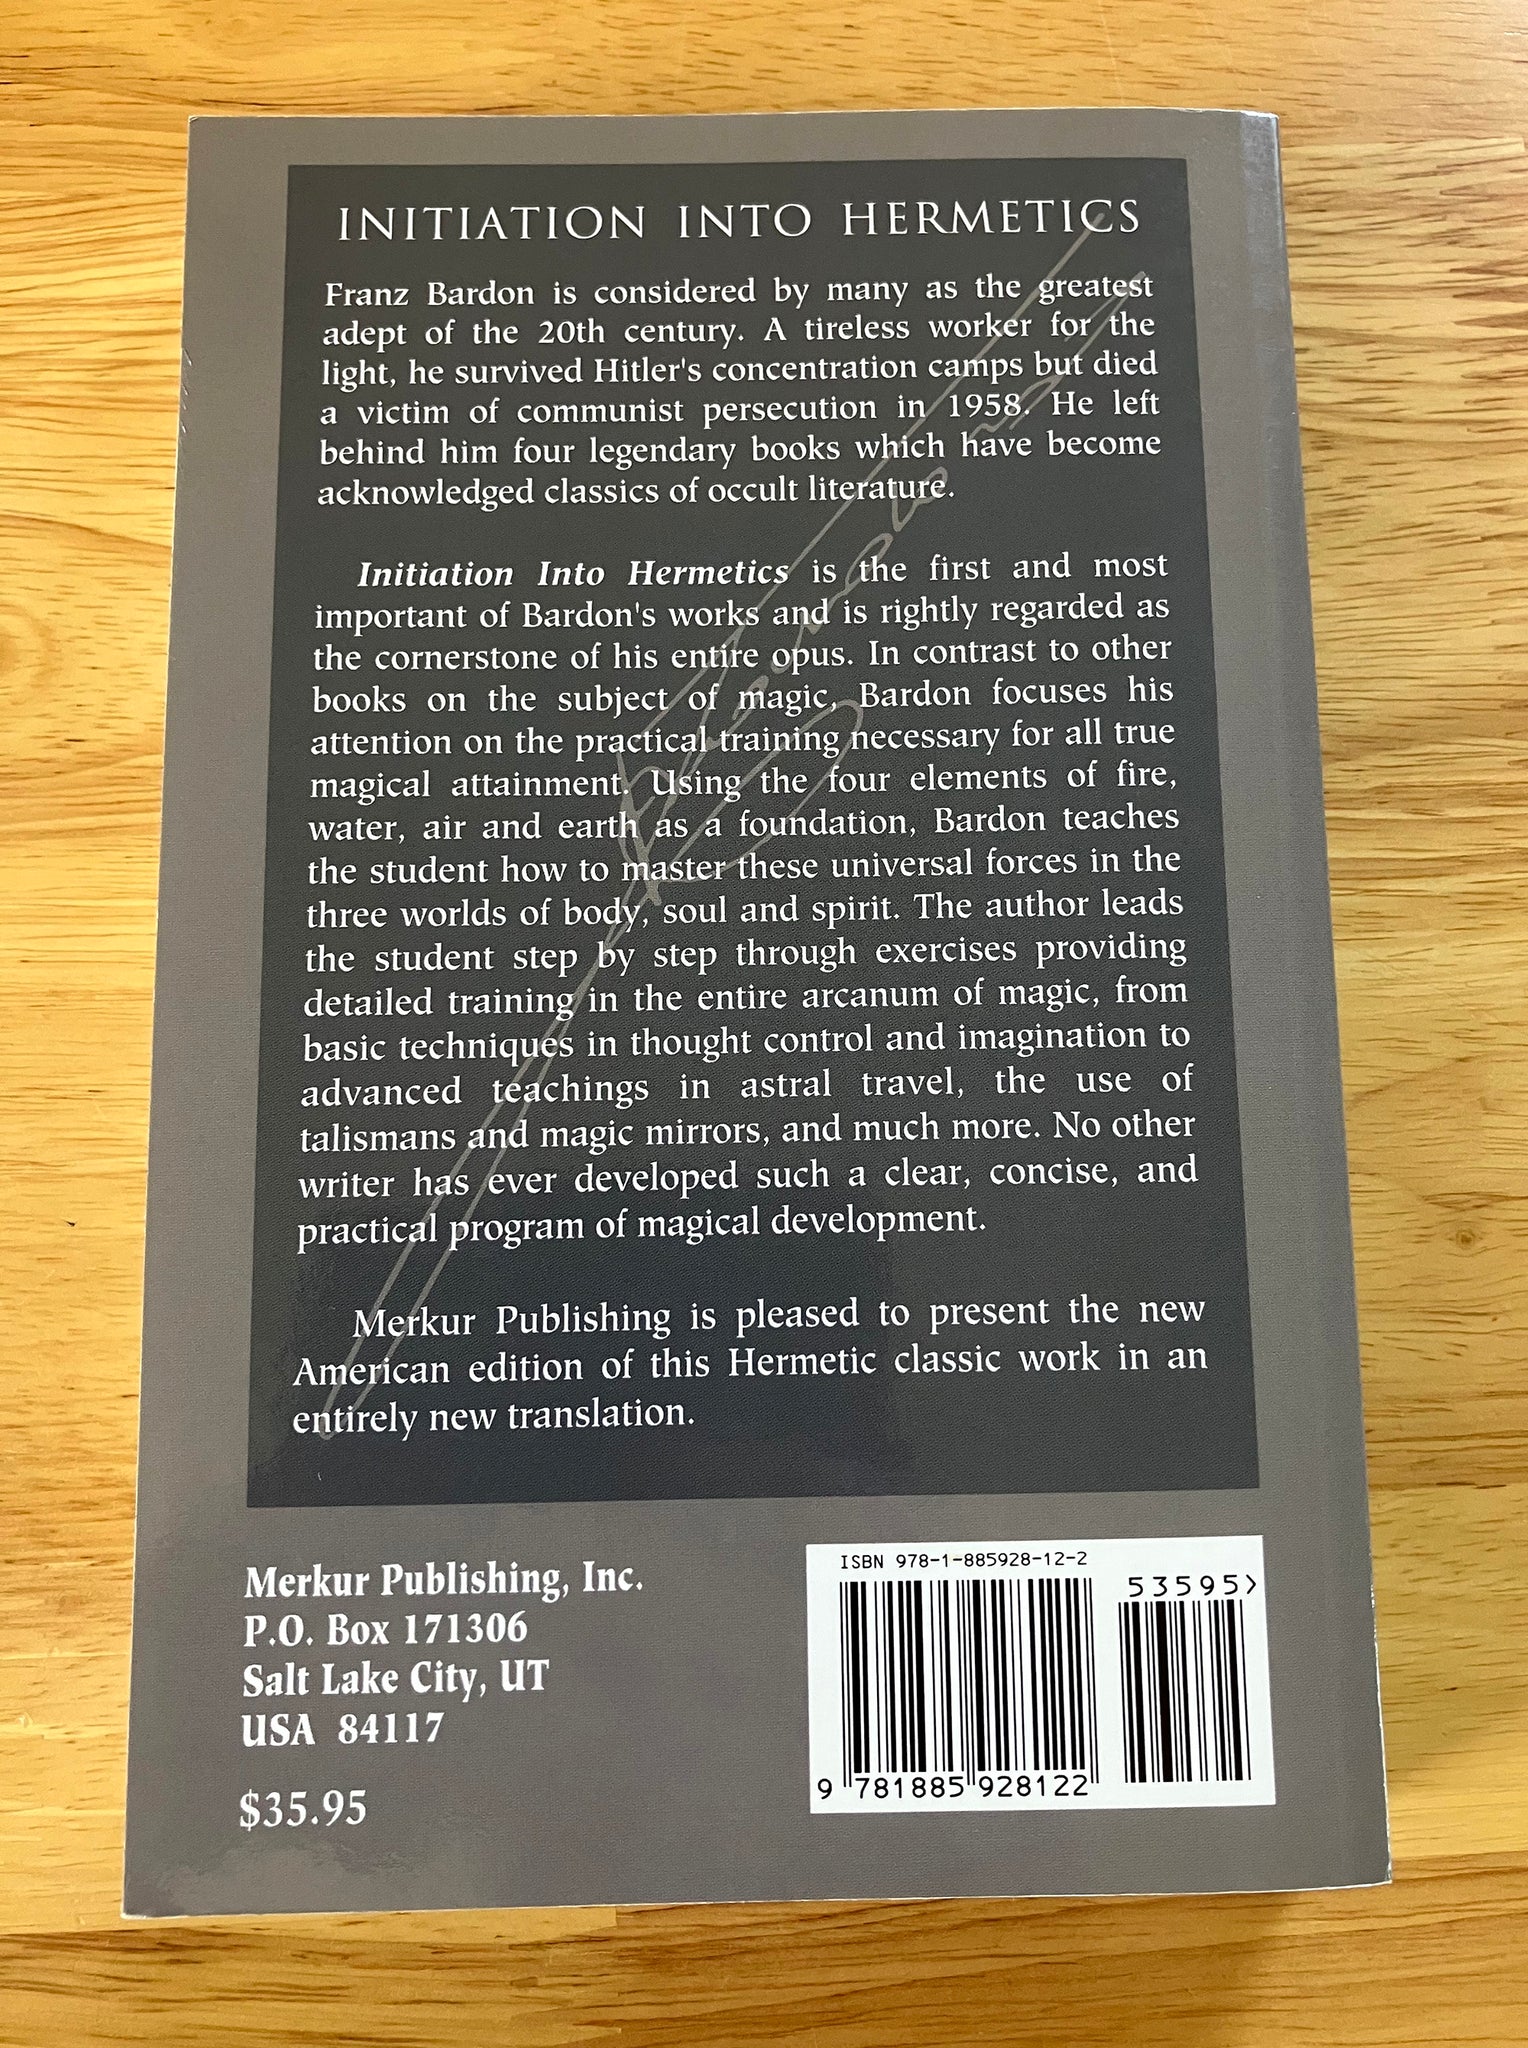 INITIATION INTO HERMETICS
Franz Bardon is considered by many as the greatest
adept of the 20th century. A tireless worker for the
light, he survived Hitler's concentration camps but died
a victim of communist persecution in 1958. He left
behind him four legendary books which have become
acknowledged classics of occult literature.
Initiation Into Hermetics is the first and most
important of Bardon's works and is rightly regarded as
the cornerstone of his entire opus. In contrast to other
books on the subject of magic, Bardon focuses his
attention on the practical training necessary for all true
magical attainment. Using the four elements of fire,
water, air and earth as a foundation, Bardon teaches
the student how to master these universal forces in the
three worlds of body, soul and spirit. The author leads
the student step by step through exercises providing
detailed training in the entire arcanum of magic, from
basic techniques in thought control and imagination to
advanced teachings in astral travel, the use of
talismans and magic mirrors, and much more. No other
writer has ever developed such a clear, concise, and
practical program of magical development.
Merkur Publishing is pleased to present the new
American edition of this Hermetic classic work in an
entirely new translation.
Merkur Publishing, Inc.
P.O. Box 171306
Salt Lake City, UT
USA 84117
$35.95
ISBN 978-1-885928-12-2
53595>
9 781885 928122